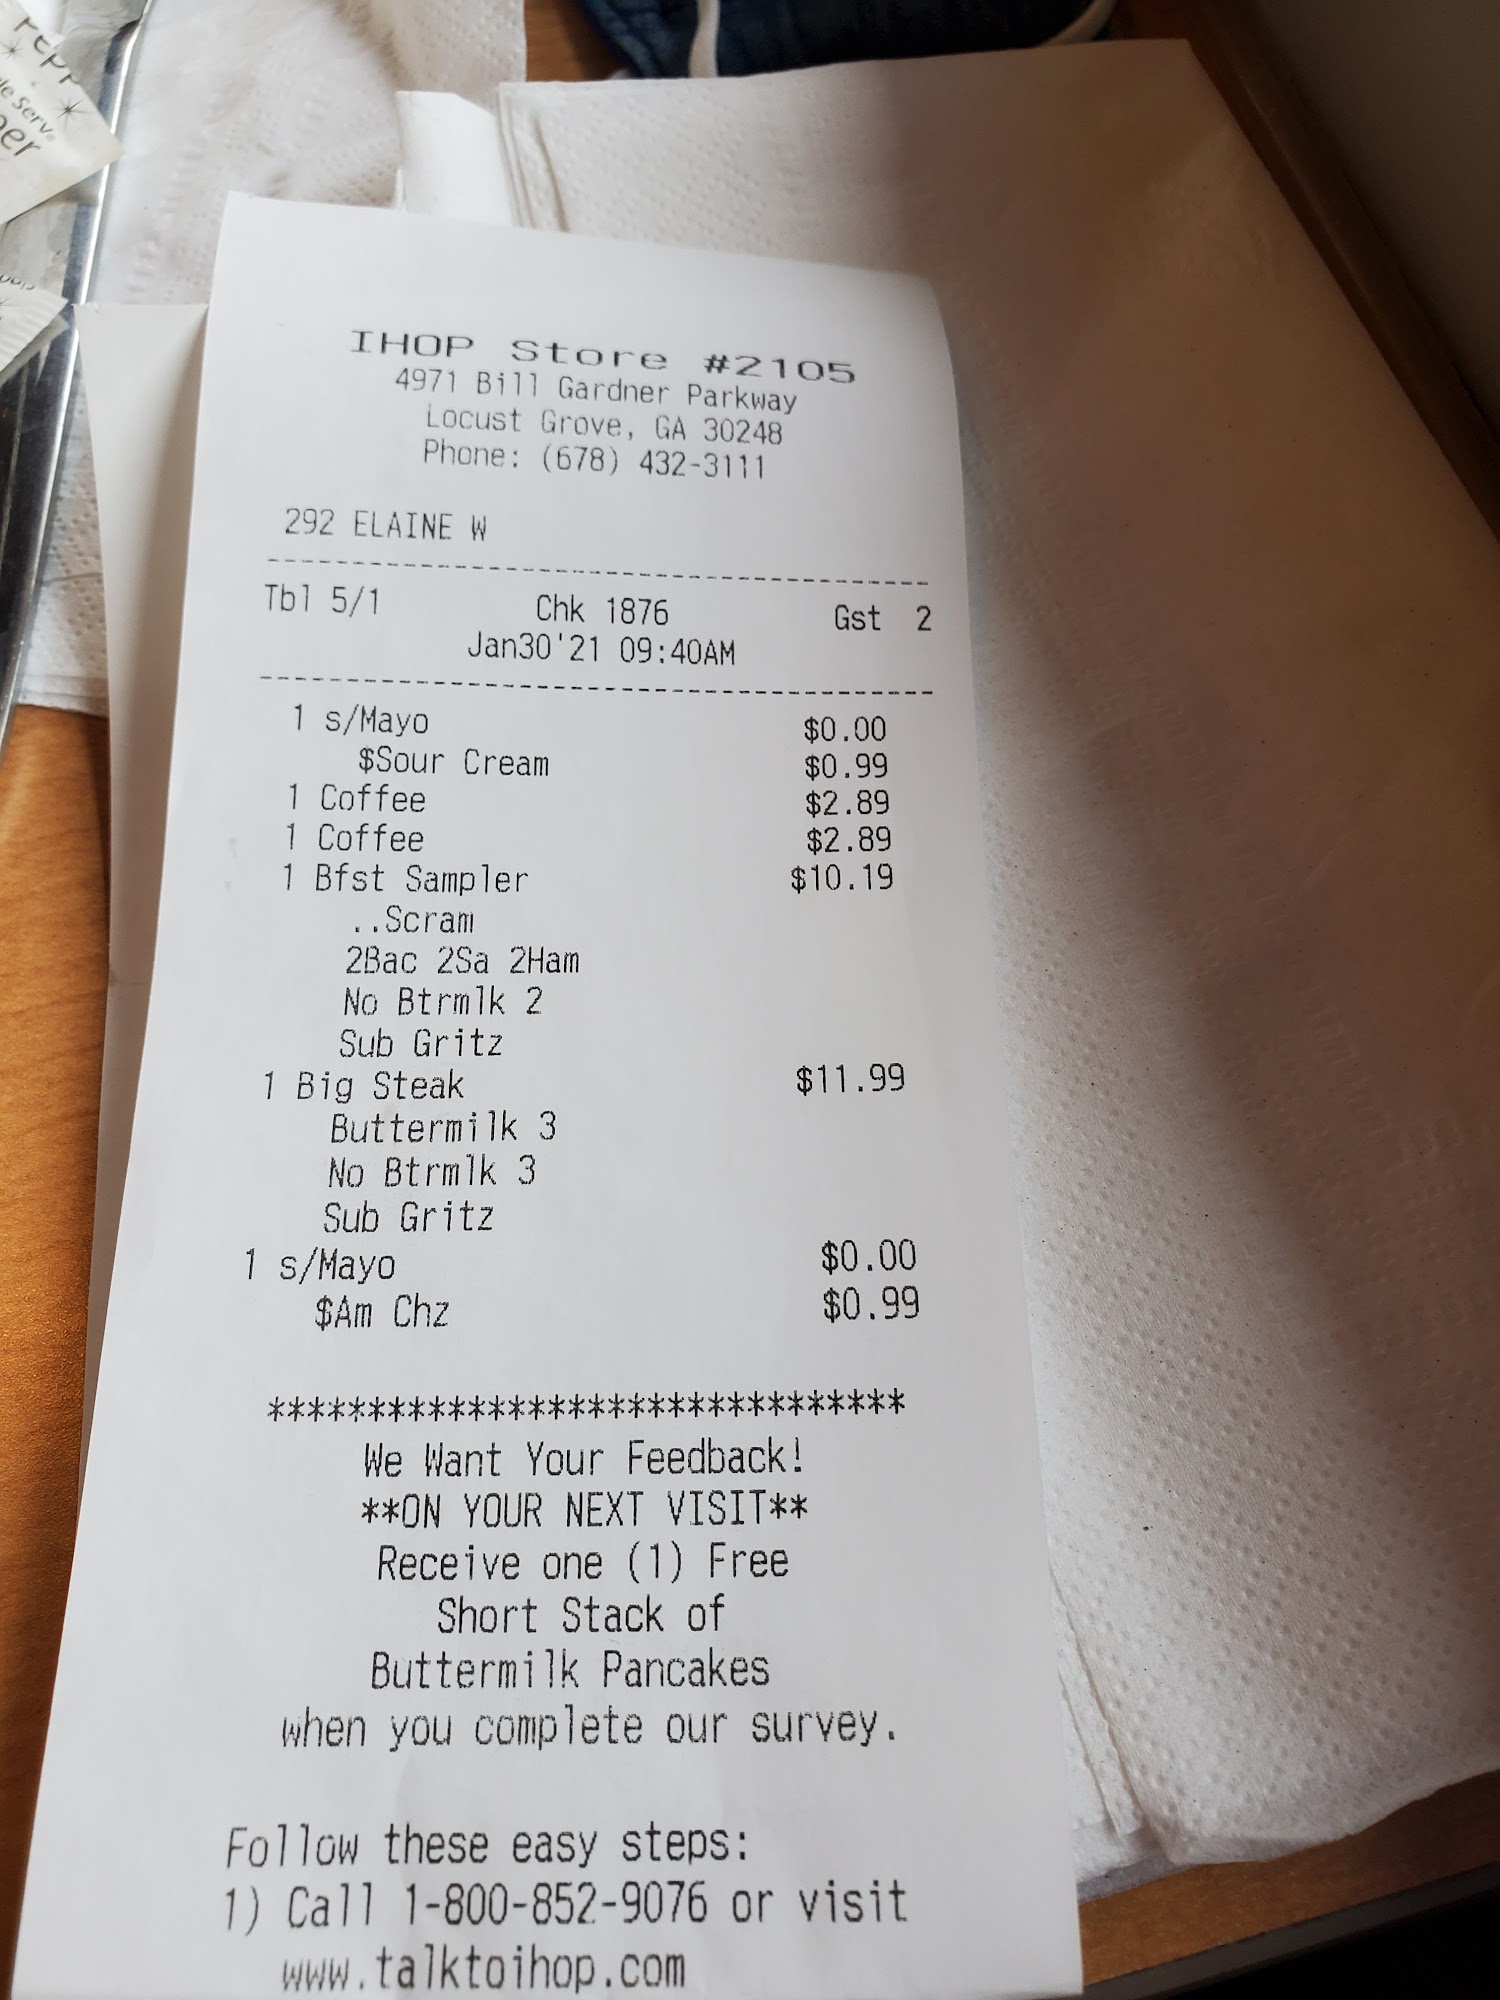 IHOP Store #2105
4971 Bill Gardner Parkway
Locust Grove, GA 30248
Phone: (678) 432-3111
292 ELAINE W
----------------------------------------
Tbl 5/1 Chk 1876 Gst 2
Jan30'21 09:40AM
----------------------------------------
1 s/Mayo $0.00
$Sour Cream $0.99
1 Coffee $2.89
1 Coffee $2.89
1 Bfst Sampler $10.19
..Scram
2Bac 2Sa 2Ham
No Btrmlk 2
Sub Gritz
1 Big Steak $11.99
Buttermilk 3
No Btrmlk 3
Sub Gritz
1 s/Mayo $0.00
$Am Chz $0.99
********************************
We Want Your Feedback!
**ON YOUR NEXT VISIT**
Receive one (1) Free
Short Stack of
Buttermilk Pancakes
when you complete our survey.
Follow these easy steps:
1) Call 1-800-852-9076 or visit
www.talktoihop.com